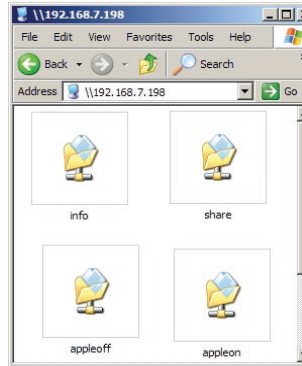 \\192.168.7.198
File Edit View Favorites Tools Help
Back Search
Address \\192.168.7.198 Go
info share
appleoff appleon